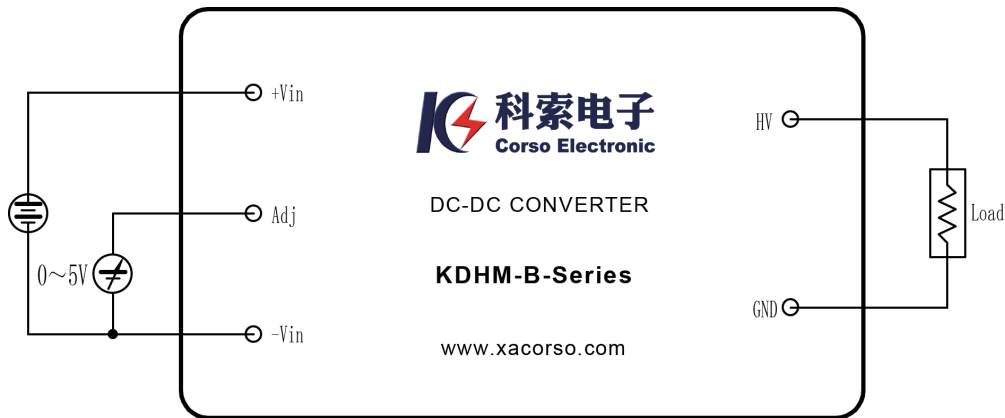 +Vin
科索电子
Corso Electronic
HV
DC-DC CONVERTER
Adj
Load
0～5V
KDHM-B-Series
GND
-Vin
www.xacorso.com